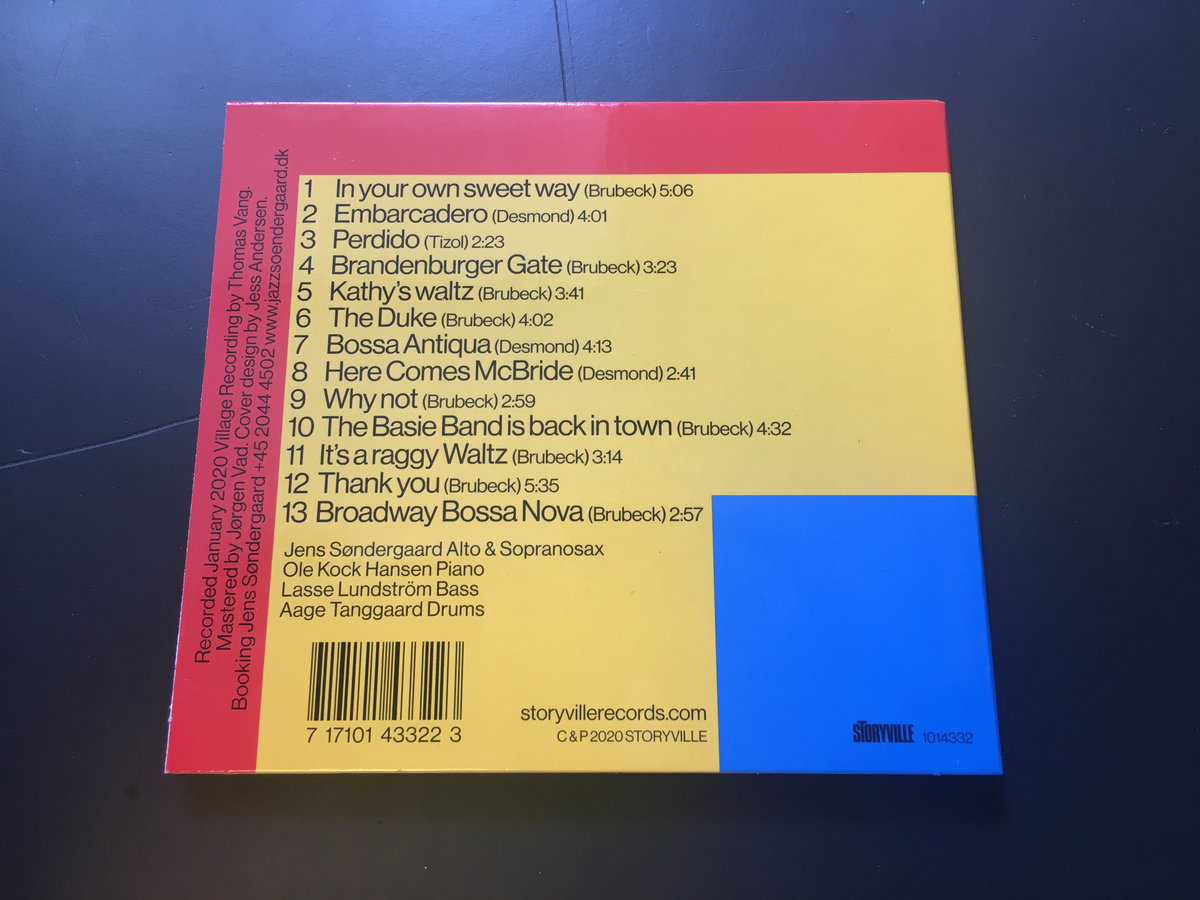 Recorded January 2020 Village Recording by Thomas Vang.
Mastered by Jørgen Vad. Cover design by Jess Andersen.
Booking Jens Søndergaard +45 2044 4502 www.jazzsoendergaard.dk
1 In your own sweet way (Brubeck) 5:06
2 Embarcadero (Desmond) 4:01
3 Perdido (Tizol) 2:23
4 Brandenburger Gate (Brubeck) 3:23
5 Kathy's waltz (Brubeck) 3:41
6 The Duke (Brubeck) 4:02
7 Bossa Antiqua (Desmond) 4:13
8 Here Comes McBride (Desmond) 2:41
9 Why not (Brubeck) 2:59
10 The Basie Band is back in town (Brubeck) 4:32
11 It's a raggy Waltz (Brubeck) 3:14
12 Thank you (Brubeck) 5:35
13 Broadway Bossa Nova (Brubeck) 2:57
Jens Søndergaard Alto & Sopranosax
Ole Kock Hansen Piano
Lasse Lundström Bass
Aage Tanggaard Drums
7 17101 43322 3
storyvillerecords.com
C & P 2020 STORYVILLE
STORYVILLE 1014332